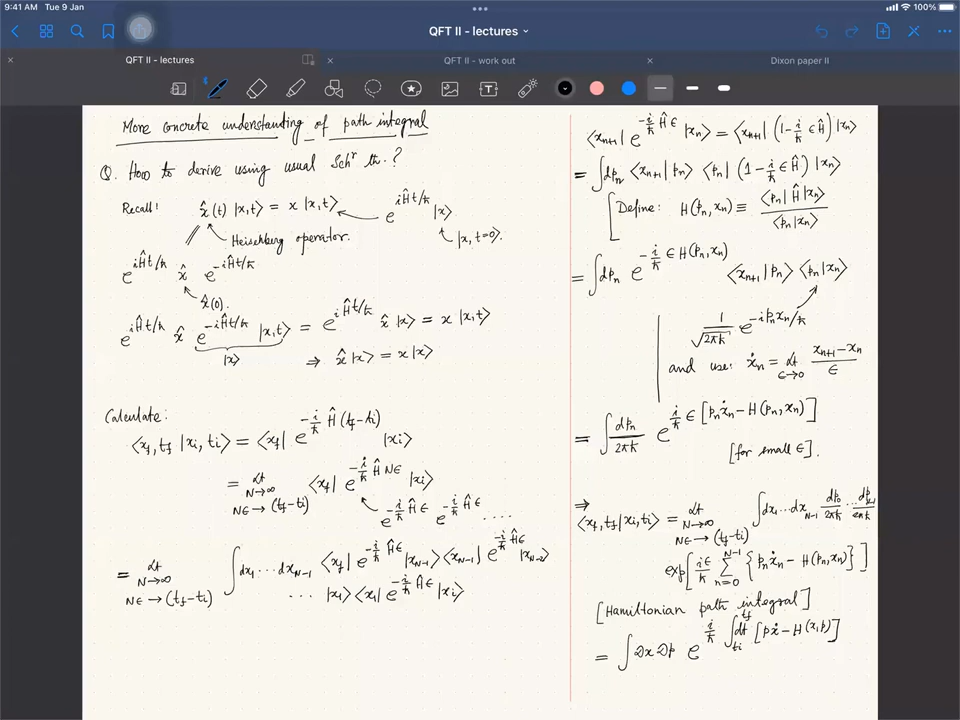 9:41 AM Tue 9 Jan
100%
QFT II - lectures
QFT II - lectures
QFT II - work out
Dixon paper II
More concrete understanding of path integral
Q. How to derive using usual Schr th. ?
Recall: x̂(t) |x,t⟩ = x |x,t⟩
e^{iĤt/ħ} |x⟩
Heisenberg operator.
|x, t=0⟩.
e^{iĤt/ħ} x̂ e^{-iĤt/ħ}
x̂(0).
e^{iĤt/ħ} x̂ e^{-iĤt/ħ} |x,t⟩ = e^{iĤt/ħ} x̂ |x⟩ = x |x,t⟩
|x⟩
⇒ x̂ |x⟩ = x |x⟩
Calculate:
⟨x_f, t_f | x_i, t_i⟩ = ⟨x_f| e^{-i/ħ Ĥ(t_f-t_i)} |x_i⟩
= Lt N→∞ Nε→(t_f-t_i) ⟨x_f| e^{-i/ħ Ĥ Nε} |x_i⟩
e^{-i/ħ Ĥε} e^{-i/ħ Ĥε} ....
= Lt N→∞ Nε→(t_f-t_i) ∫dx_1 ... dx_{N-1} ⟨x_f| e^{-i/ħ Ĥε} |x_{N-1}⟩ ⟨x_{N-1}| e^{-i/ħ Ĥε} |x_{N-2}⟩
... |x_1⟩ ⟨x_1| e^{-i/ħ Ĥε} |x_i⟩
⟨x_{n+1}| e^{-i/ħ Ĥε} |x_n⟩ = ⟨x_{n+1}| (1-i/ħ εĤ) |x_n⟩
= ∫dp_n ⟨x_{n+1}|p_n⟩ ⟨p_n| (1-i/ħ εĤ) |x_n⟩
[Define: H(p_n, x_n) ≡ ⟨p_n| Ĥ |x_n⟩ / ⟨p_n|x_n⟩
= ∫dp_n e^{-i/ħ εH(p_n,x_n)} ⟨x_{n+1}|p_n⟩ ⟨p_n|x_n⟩
1/√2πħ e^{-ip_n x_n/ħ}
and use: ẋ_n = Lt ε→0 (x_{n+1}-x_n)/ε
= ∫ dp_n/2πħ e^{i/ħ ε [p_n ẋ_n - H(p_n,x_n)]}
[for small ε].
⇒ ⟨x_f,t_f|x_i,t_i⟩ = Lt N→∞ Nε→(t_f-t_i) ∫dx_1...dx_{N-1} dp_0/2πħ ... dp_{N-1}/2πħ
exp[iε/ħ Σ_{n=0}^{N-1} {p_n ẋ_n - H(p_n,x_n)}]
[Hamiltonian path integral]
= ∫𝒟x 𝒟p e^{i/ħ ∫_{t_i}^{t_f} dt [pẋ - H(x,p)]}